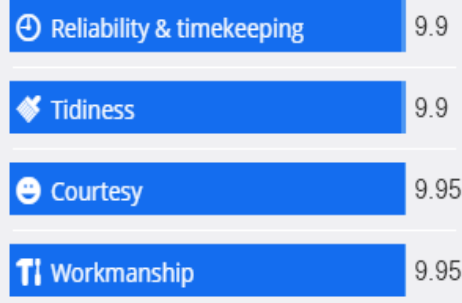 Reliability & timekeeping 9.9
Tidiness 9.9
Courtesy 9.95
Workmanship 9.95